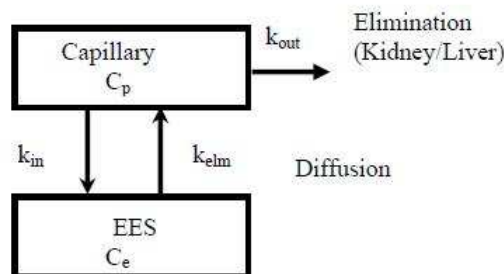 Elimination
(Kidney/Liver)
Capillary
C_p
k_out
k_in
k_elm
Diffusion
EES
C_e